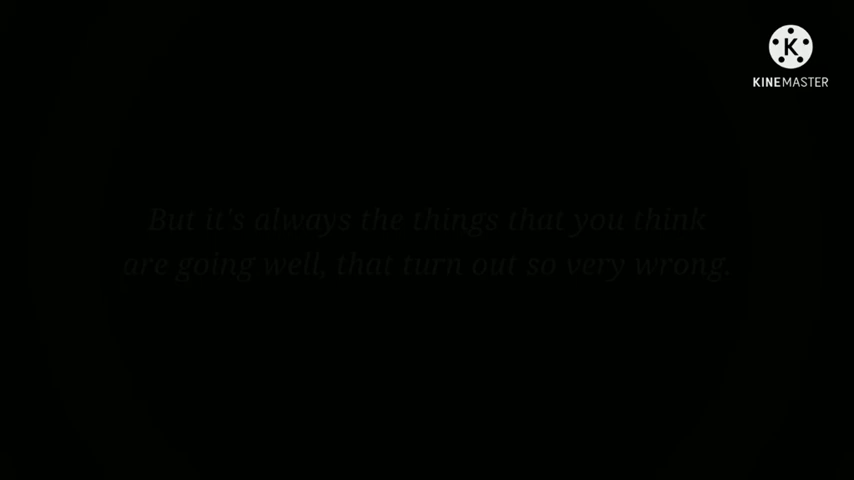 K
KINEMASTER
But it's always the things that you think
are going well, that turn out so very wrong.